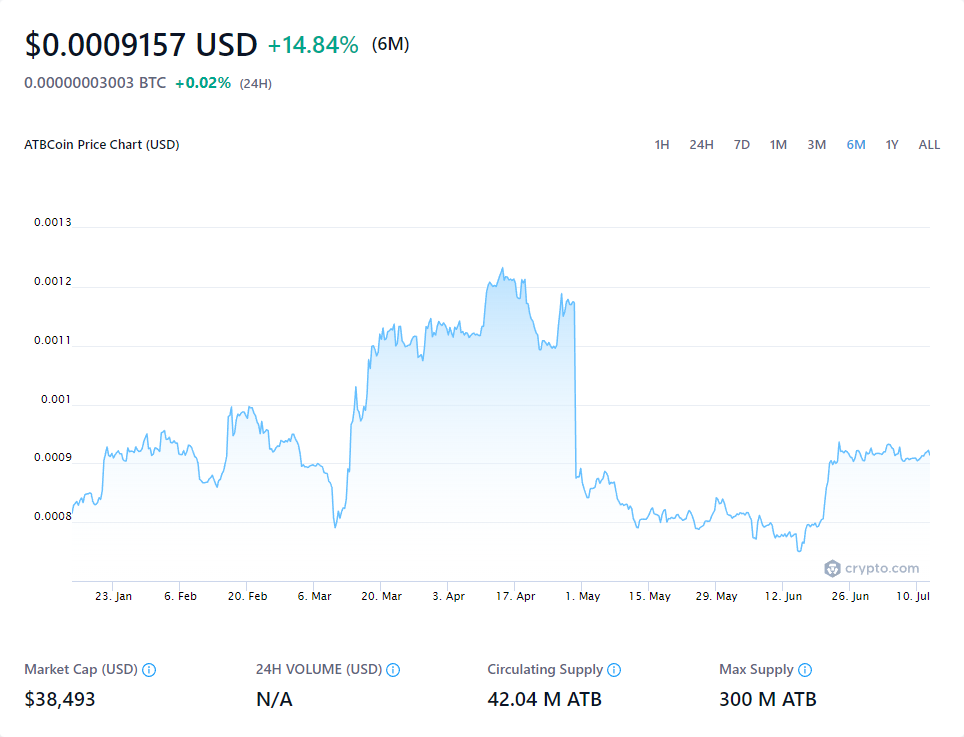 $0.0009157 USD +14.84% (6M)
0.00000003003 BTC +0.02% (24H)
ATBCoin Price Chart (USD) 1H 24H 7D 1M 3M 6M 1Y ALL
0.0013
0.0012
0.0011
0.001
0.0009
0.0008
crypto.com
23. Jan 6. Feb 20. Feb 6. Mar 20. Mar 3. Apr 17. Apr 1. May 15. May 29. May 12. Jun 26. Jun 10. Jul
Market Cap (USD) 24H VOLUME (USD) Circulating Supply Max Supply
$38,493 N/A 42.04 M ATB 300 M ATB